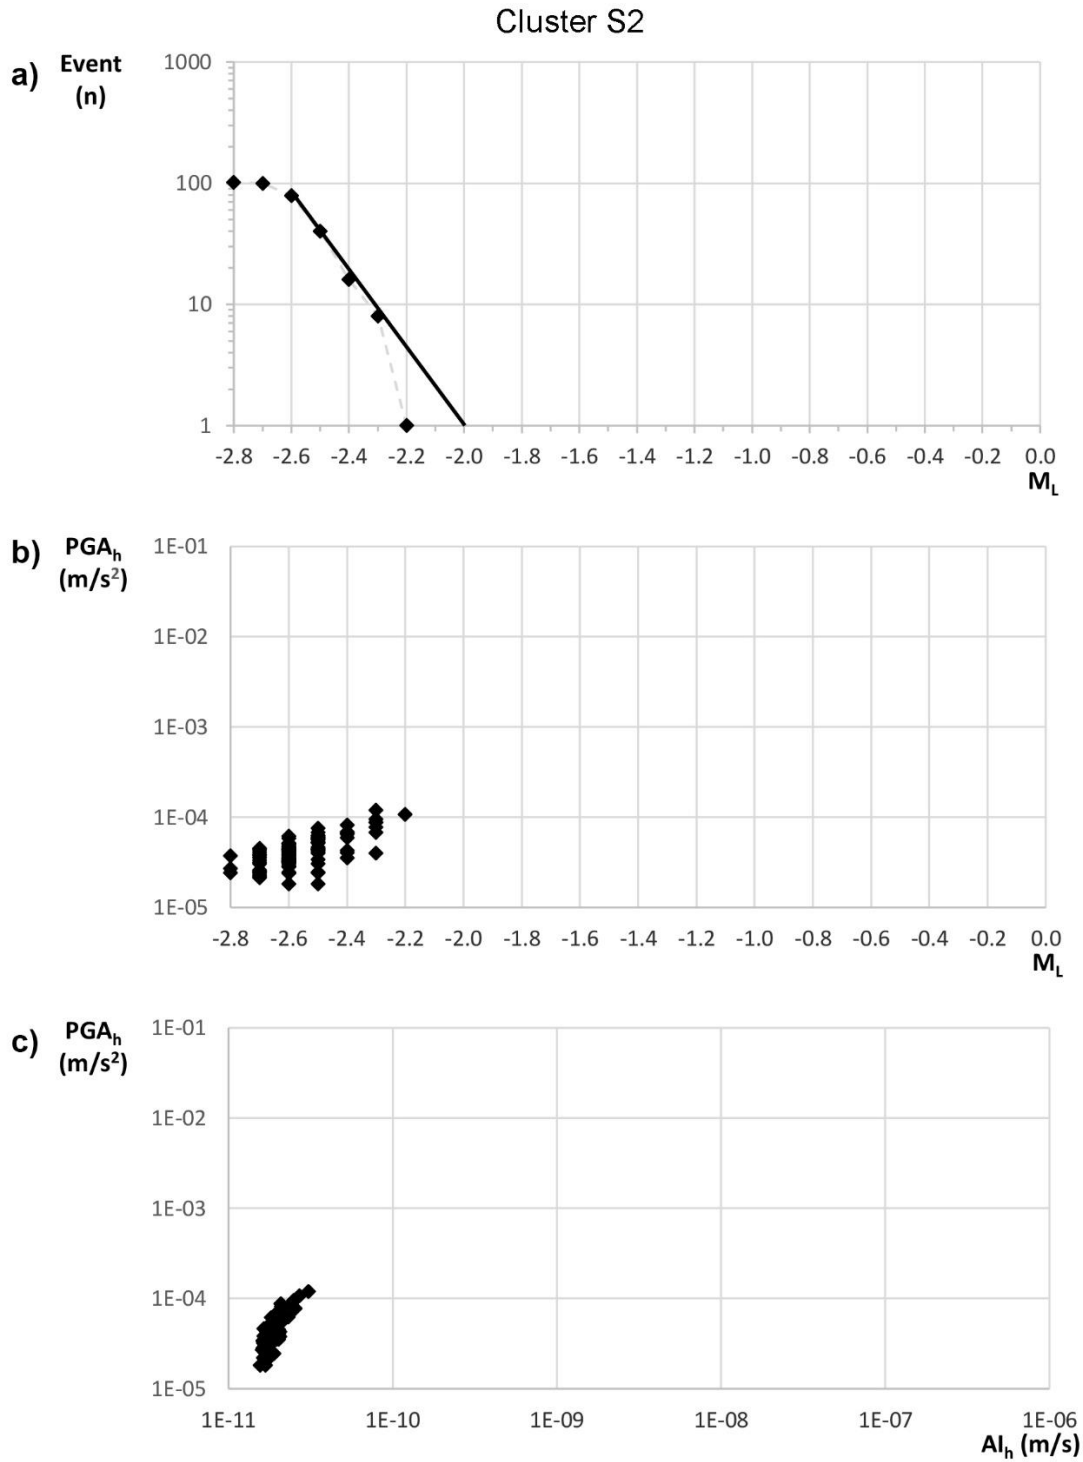 Cluster S2
a) Event
(n)
1000
100
10
1
-2.8 -2.6 -2.4 -2.2 -2.0 -1.8 -1.6 -1.4 -1.2 -1.0 -0.8 -0.6 -0.4 -0.2 0.0
M_L
b) PGA_h
(m/s²)
1E-01
1E-02
1E-03
1E-04
1E-05
-2.8 -2.6 -2.4 -2.2 -2.0 -1.8 -1.6 -1.4 -1.2 -1.0 -0.8 -0.6 -0.4 -0.2 0.0
M_L
c) PGA_h
(m/s²)
1E-01
1E-02
1E-03
1E-04
1E-05
1E-11 1E-10 1E-09 1E-08 1E-07 1E-06
AI_h (m/s)